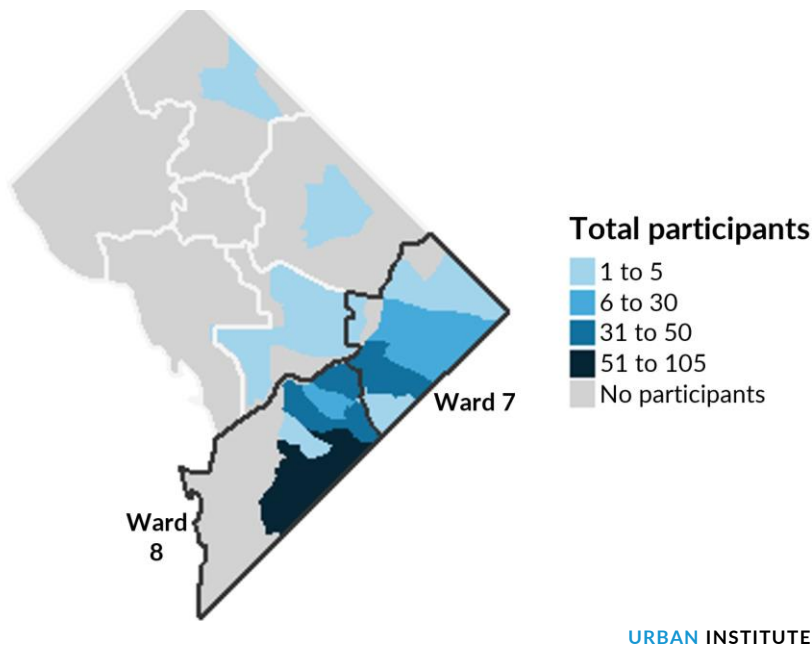 Total participants
1 to 5
6 to 30
31 to 50
51 to 105
No participants
Ward 7
Ward
8
URBAN INSTITUTE